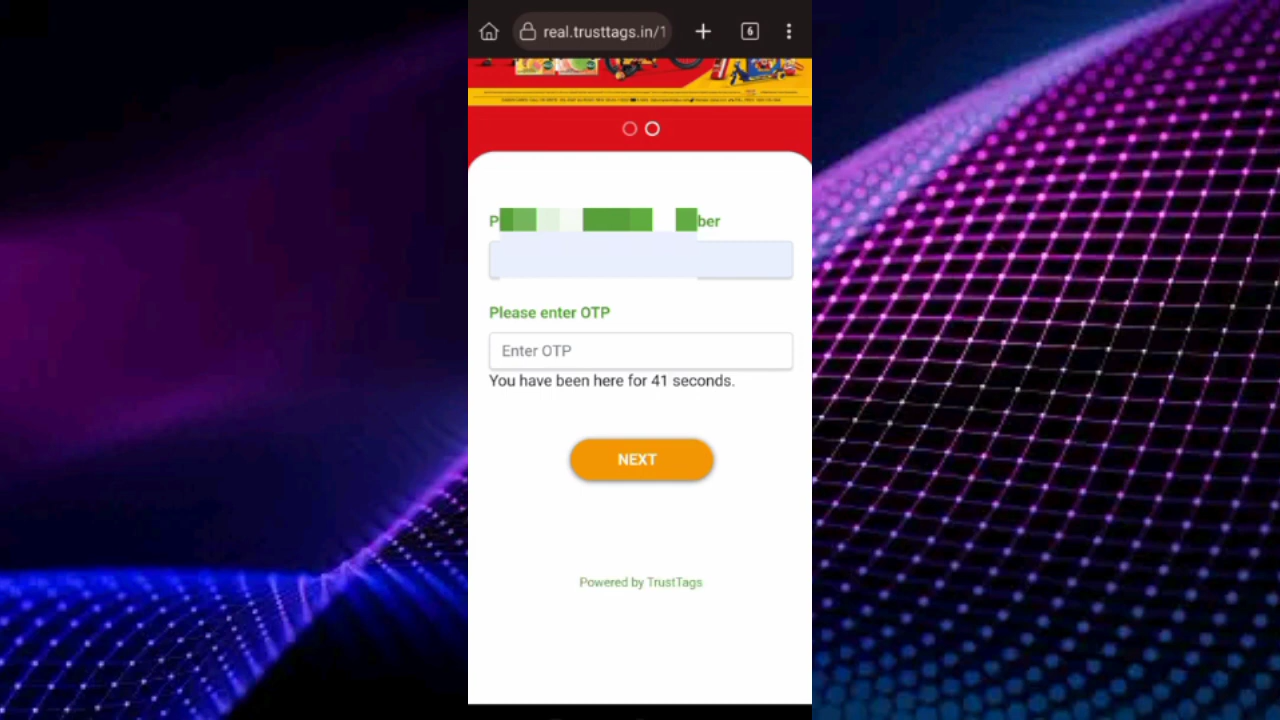 real.trusttags.in/1
6
ber
Please enter OTP
Enter OTP
You have been here for 41 seconds.
NEXT
Powered by TrustTags